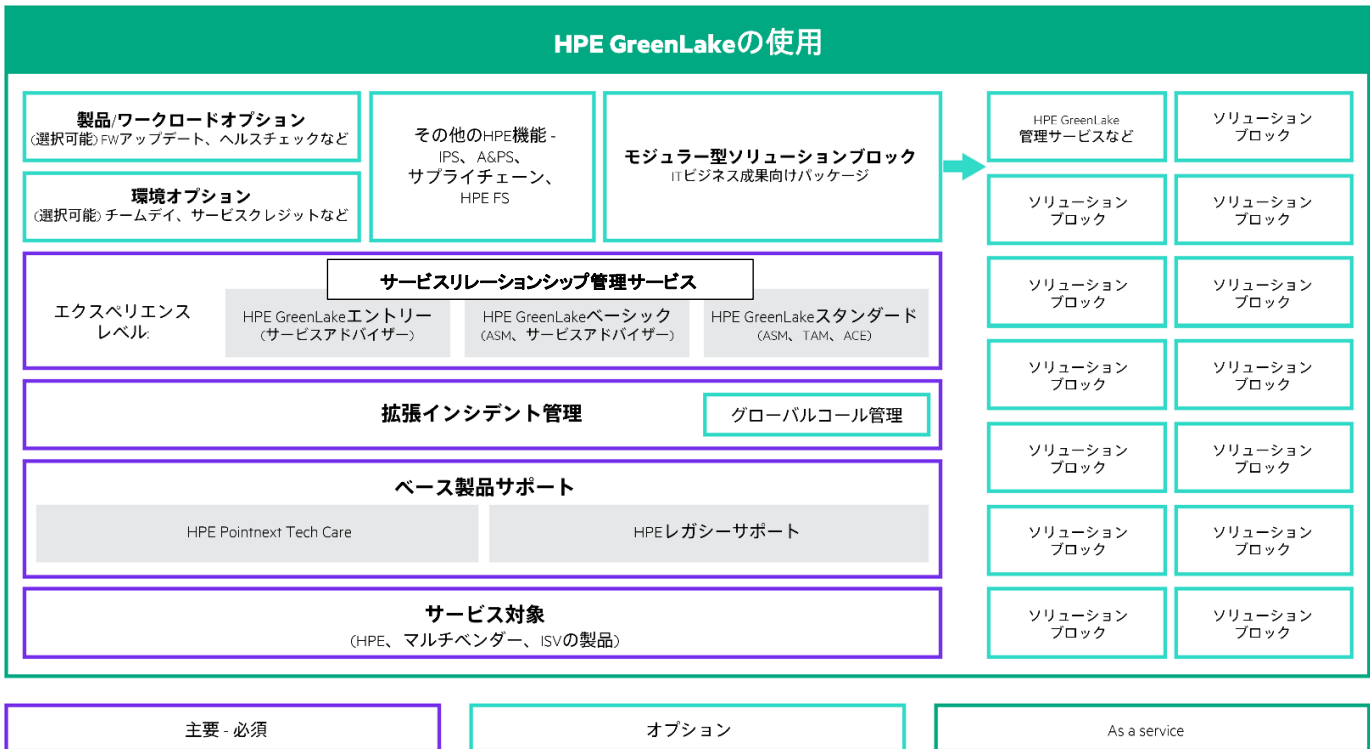 HPE GreenLakeの使用
製品/ワークロードオプション
(選択可能) FWアップデート、ヘルスチェックなど
環境オプション
(選択可能) チームデイ、サービスクレジットなど
その他のHPE機能 -
IPS、A&PS、
サプライチェーン、
HPE FS
モジュラー型ソリューションブロック
ITビジネス成果向けパッケージ
サービスリレーションシップ管理サービス
エクスペリエンス
レベル:
HPE GreenLakeエントリー
(サービスアドバイザー)
HPE GreenLakeベーシック
(ASM、サービスアドバイザー)
HPE GreenLakeスタンダード
(ASM、TAM、ACE)
拡張インシデント管理
グローバルコール管理
ベース製品サポート
HPE Pointnext Tech Care
HPEレガシーサポート
サービス対象
(HPE、マルチベンダー、ISVの製品)
HPE GreenLake
管理サービスなど
ソリューション
ブロック
ソリューション
ブロック
ソリューション
ブロック
ソリューション
ブロック
ソリューション
ブロック
ソリューション
ブロック
ソリューション
ブロック
ソリューション
ブロック
ソリューション
ブロック
ソリューション
ブロック
ソリューション
ブロック
ソリューション
ブロック
ソリューション
ブロック
主要 - 必須
オプション
As a service